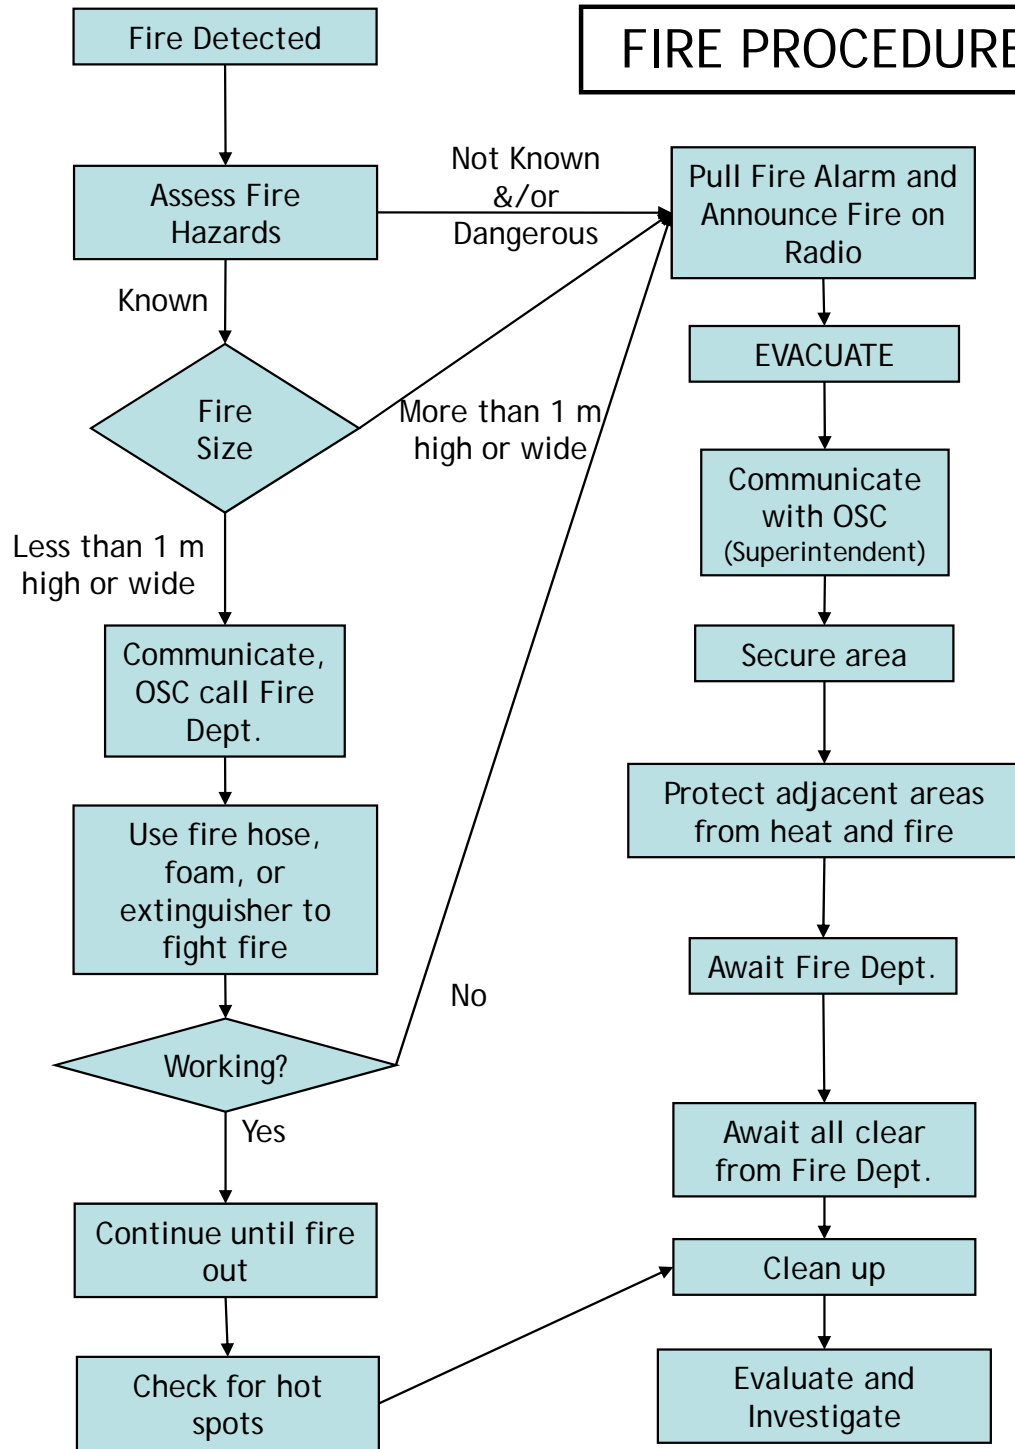 Fire Detected
FIRE PROCEDURE
Assess Fire
Hazards
Not Known
&/or
Dangerous
Pull Fire Alarm and
Announce Fire on
Radio
Known
EVACUATE
Fire
Size
More than 1 m
high or wide
Communicate
with OSC
(Superintendent)
Less than 1 m
high or wide
Secure area
Communicate,
OSC call Fire
Dept.
Protect adjacent areas
from heat and fire
Use fire hose,
foam, or
extinguisher to
fight fire
Await Fire Dept.
No
Working?
Yes
Await all clear
from Fire Dept.
Continue until fire
out
Clean up
Check for hot
spots
Evaluate and
Investigate